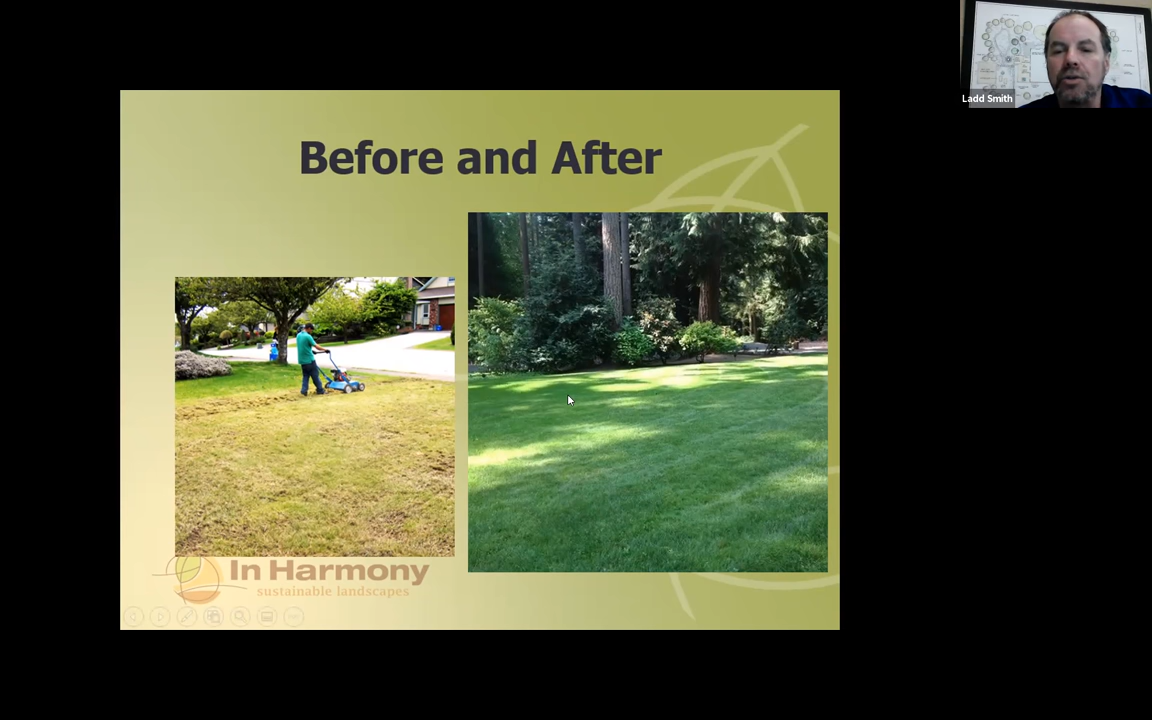 Before and After
In Harmony
sustainable landscapes
Ladd Smith